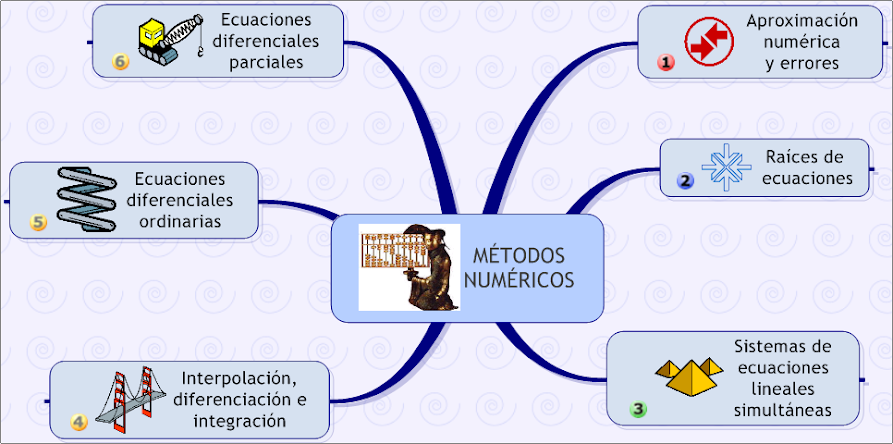 MÉTODOS
NUMÉRICOS
1
Aproximación
numérica
y errores
2
Raíces de
ecuaciones
3
Sistemas de
ecuaciones
lineales
simultáneas
4
Interpolación,
diferenciación e
integración
5
Ecuaciones
diferenciales
ordinarias
6
Ecuaciones
diferenciales
parciales